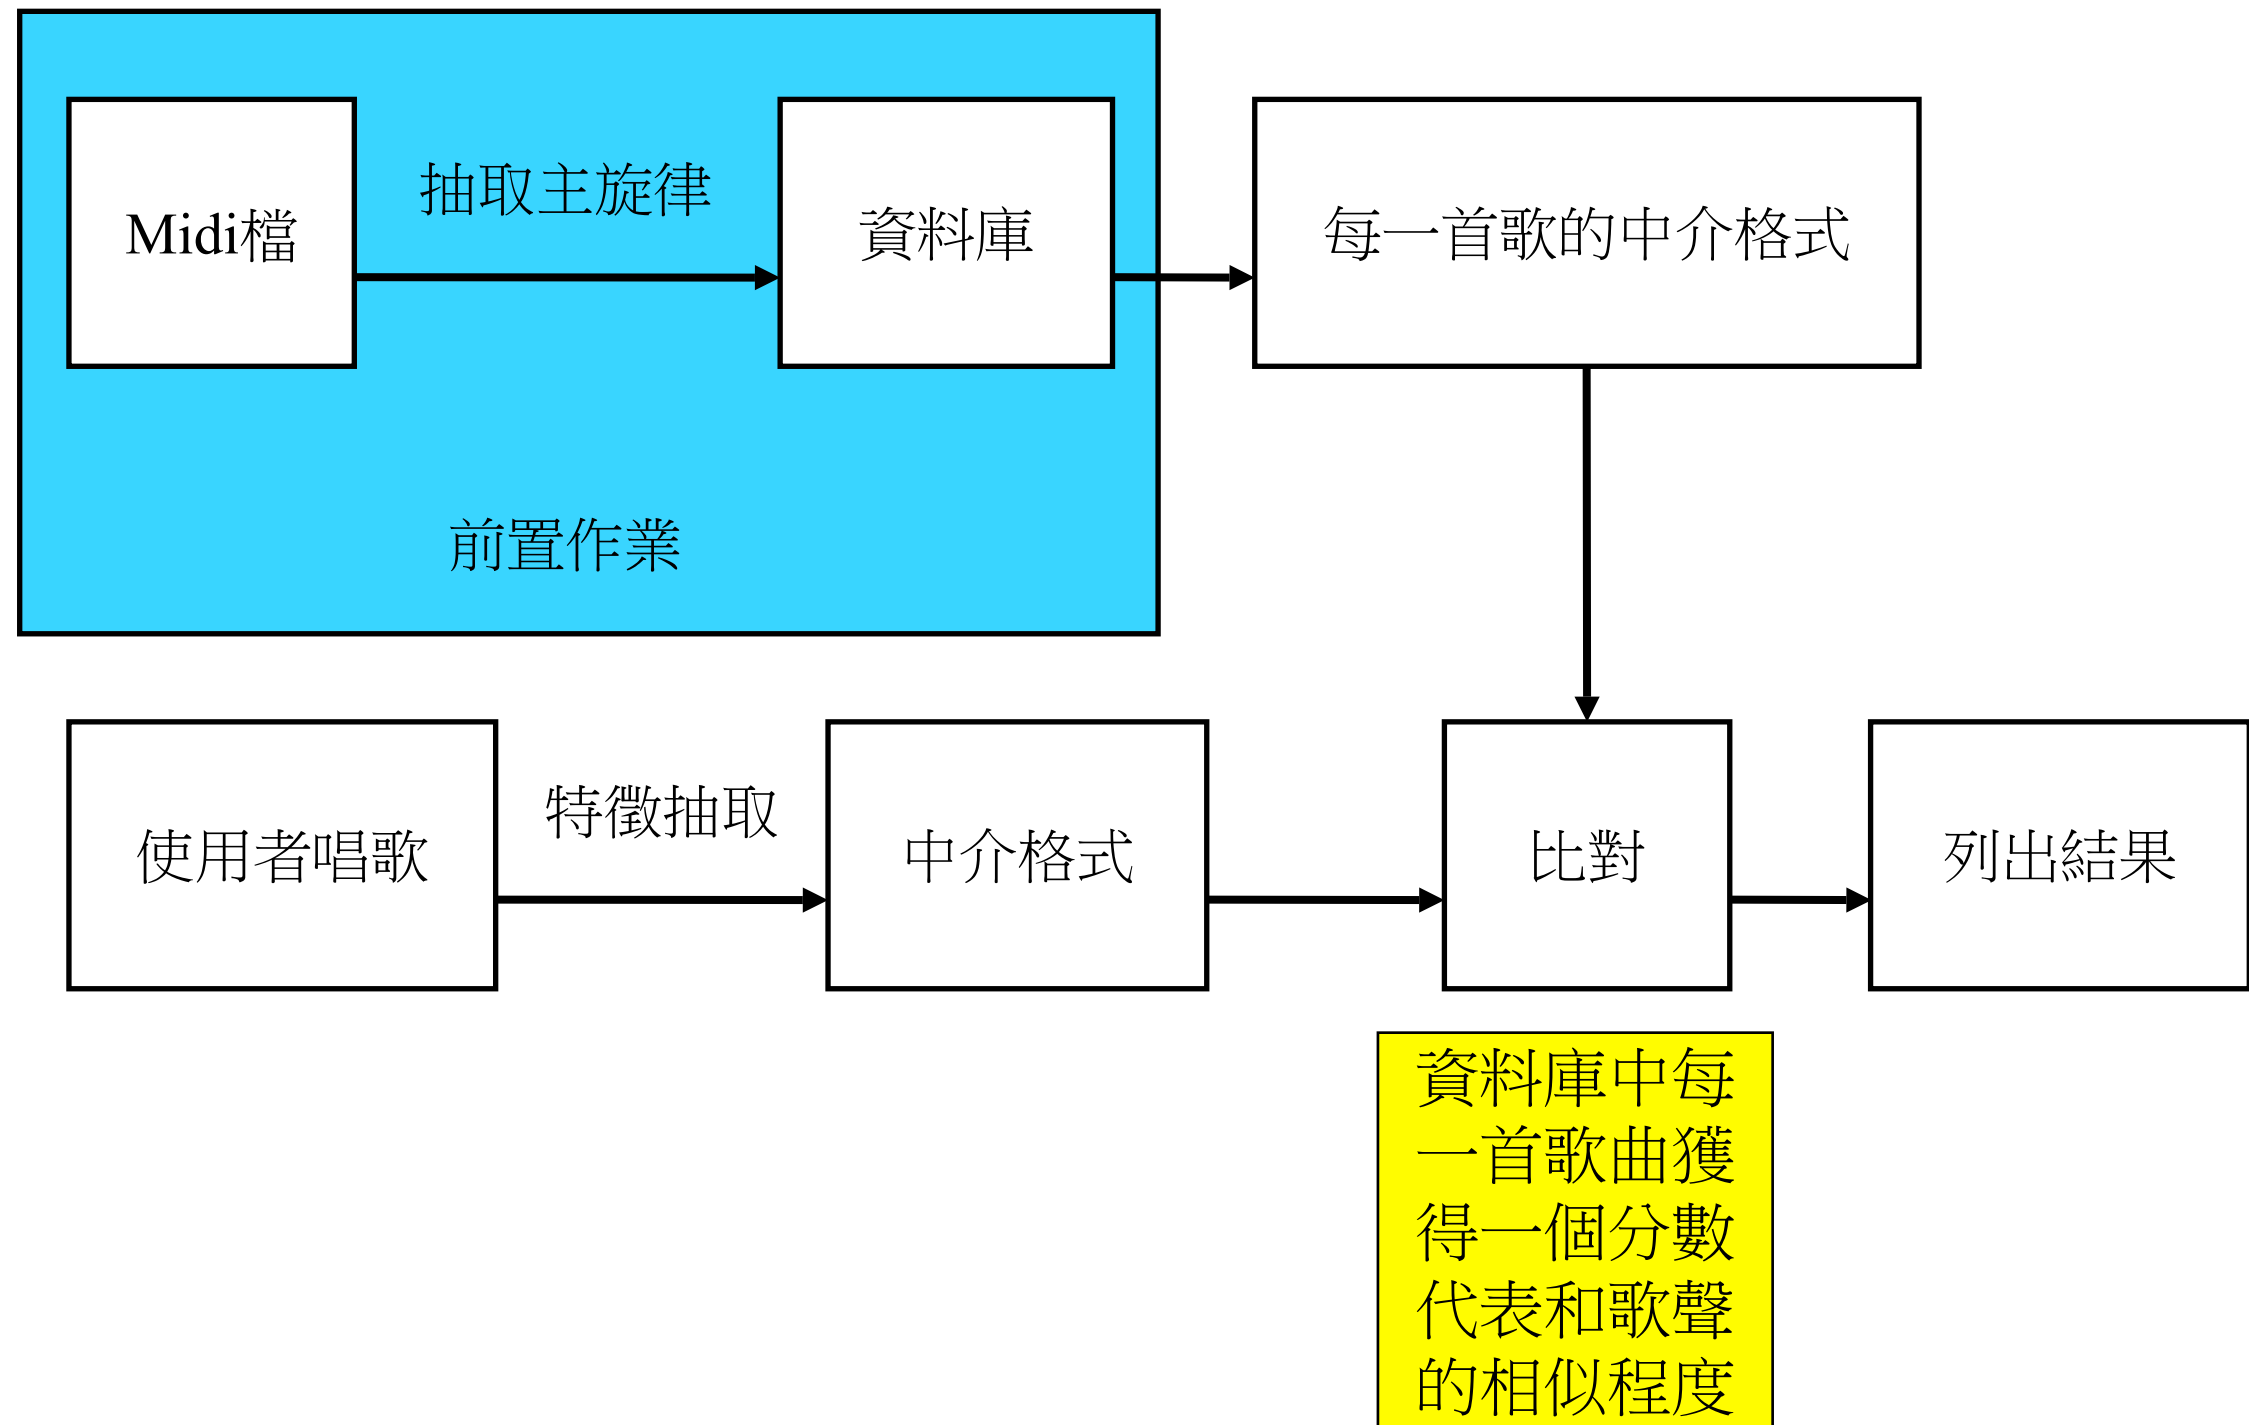 Midi檔
抽取主旋律
資料庫
每一首歌的中介格式
前置作業
使用者唱歌
特徵抽取
中介格式
比對
列出結果
資料庫中每
一首歌曲獲
得一個分數
代表和歌聲
的相似程度